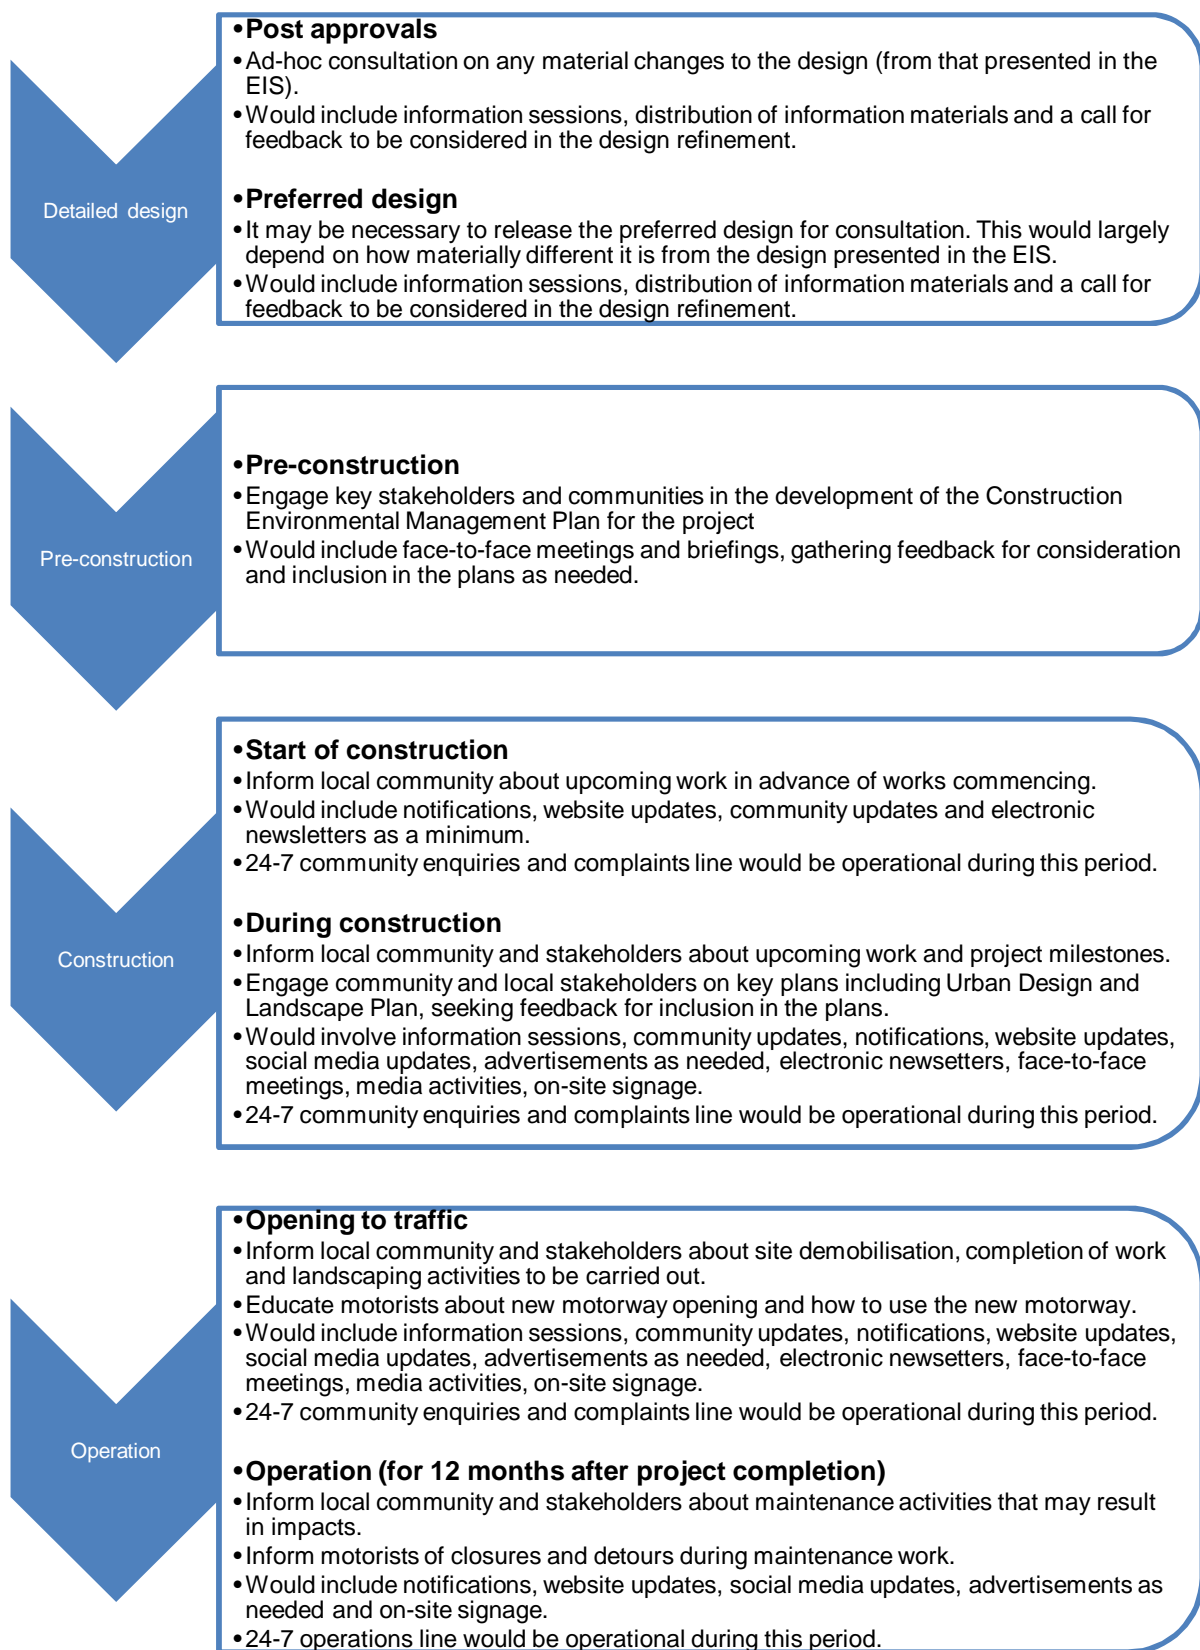 •Post approvals
•Ad-hoc consultation on any material changes to the design (from that presented in the
EIS).
•Would include information sessions, distribution of information materials and a call for
feedback to be considered in the design refinement.
Detailed design
•Preferred design
•It may be necessary to release the preferred design for consultation. This would largely
depend on how materially different it is from the design presented in the EIS.
•Would include information sessions, distribution of information materials and a call for
feedback to be considered in the design refinement.
Pre-construction
•Pre-construction
•Engage key stakeholders and communities in the development of the Construction
Environmental Management Plan for the project
•Would include face-to-face meetings and briefings, gathering feedback for consideration
and inclusion in the plans as needed.
Construction
•Start of construction
•Inform local community about upcoming work in advance of works commencing.
•Would include notifications, website updates, community updates and electronic
newsletters as a minimum.
•24-7 community enquiries and complaints line would be operational during this period.
•During construction
•Inform local community and stakeholders about upcoming work and project milestones.
•Engage community and local stakeholders on key plans including Urban Design and
Landscape Plan, seeking feedback for inclusion in the plans.
•Would involve information sessions, community updates, notifications, website updates,
social media updates, advertisements as needed, electronic newsetters, face-to-face
meetings, media activities, on-site signage.
•24-7 community enquiries and complaints line would be operational during this period.
Operation
•Opening to traffic
•Inform local community and stakeholders about site demobilisation, completion of work
and landscaping activities to be carried out.
•Educate motorists about new motorway opening and how to use the new motorway.
•Would include information sessions, community updates, notifications, website updates,
social media updates, advertisements as needed, electronic newsetters, face-to-face
meetings, media activities, on-site signage.
•24-7 community enquiries and complaints line would be operational during this period.
•Operation (for 12 months after project completion)
•Inform local community and stakeholders about maintenance activities that may result
in impacts.
•Inform motorists of closures and detours during maintenance work.
•Would include notifications, website updates, social media updates, advertisements as
needed and on-site signage.
•24-7 operations line would be operational during this period.